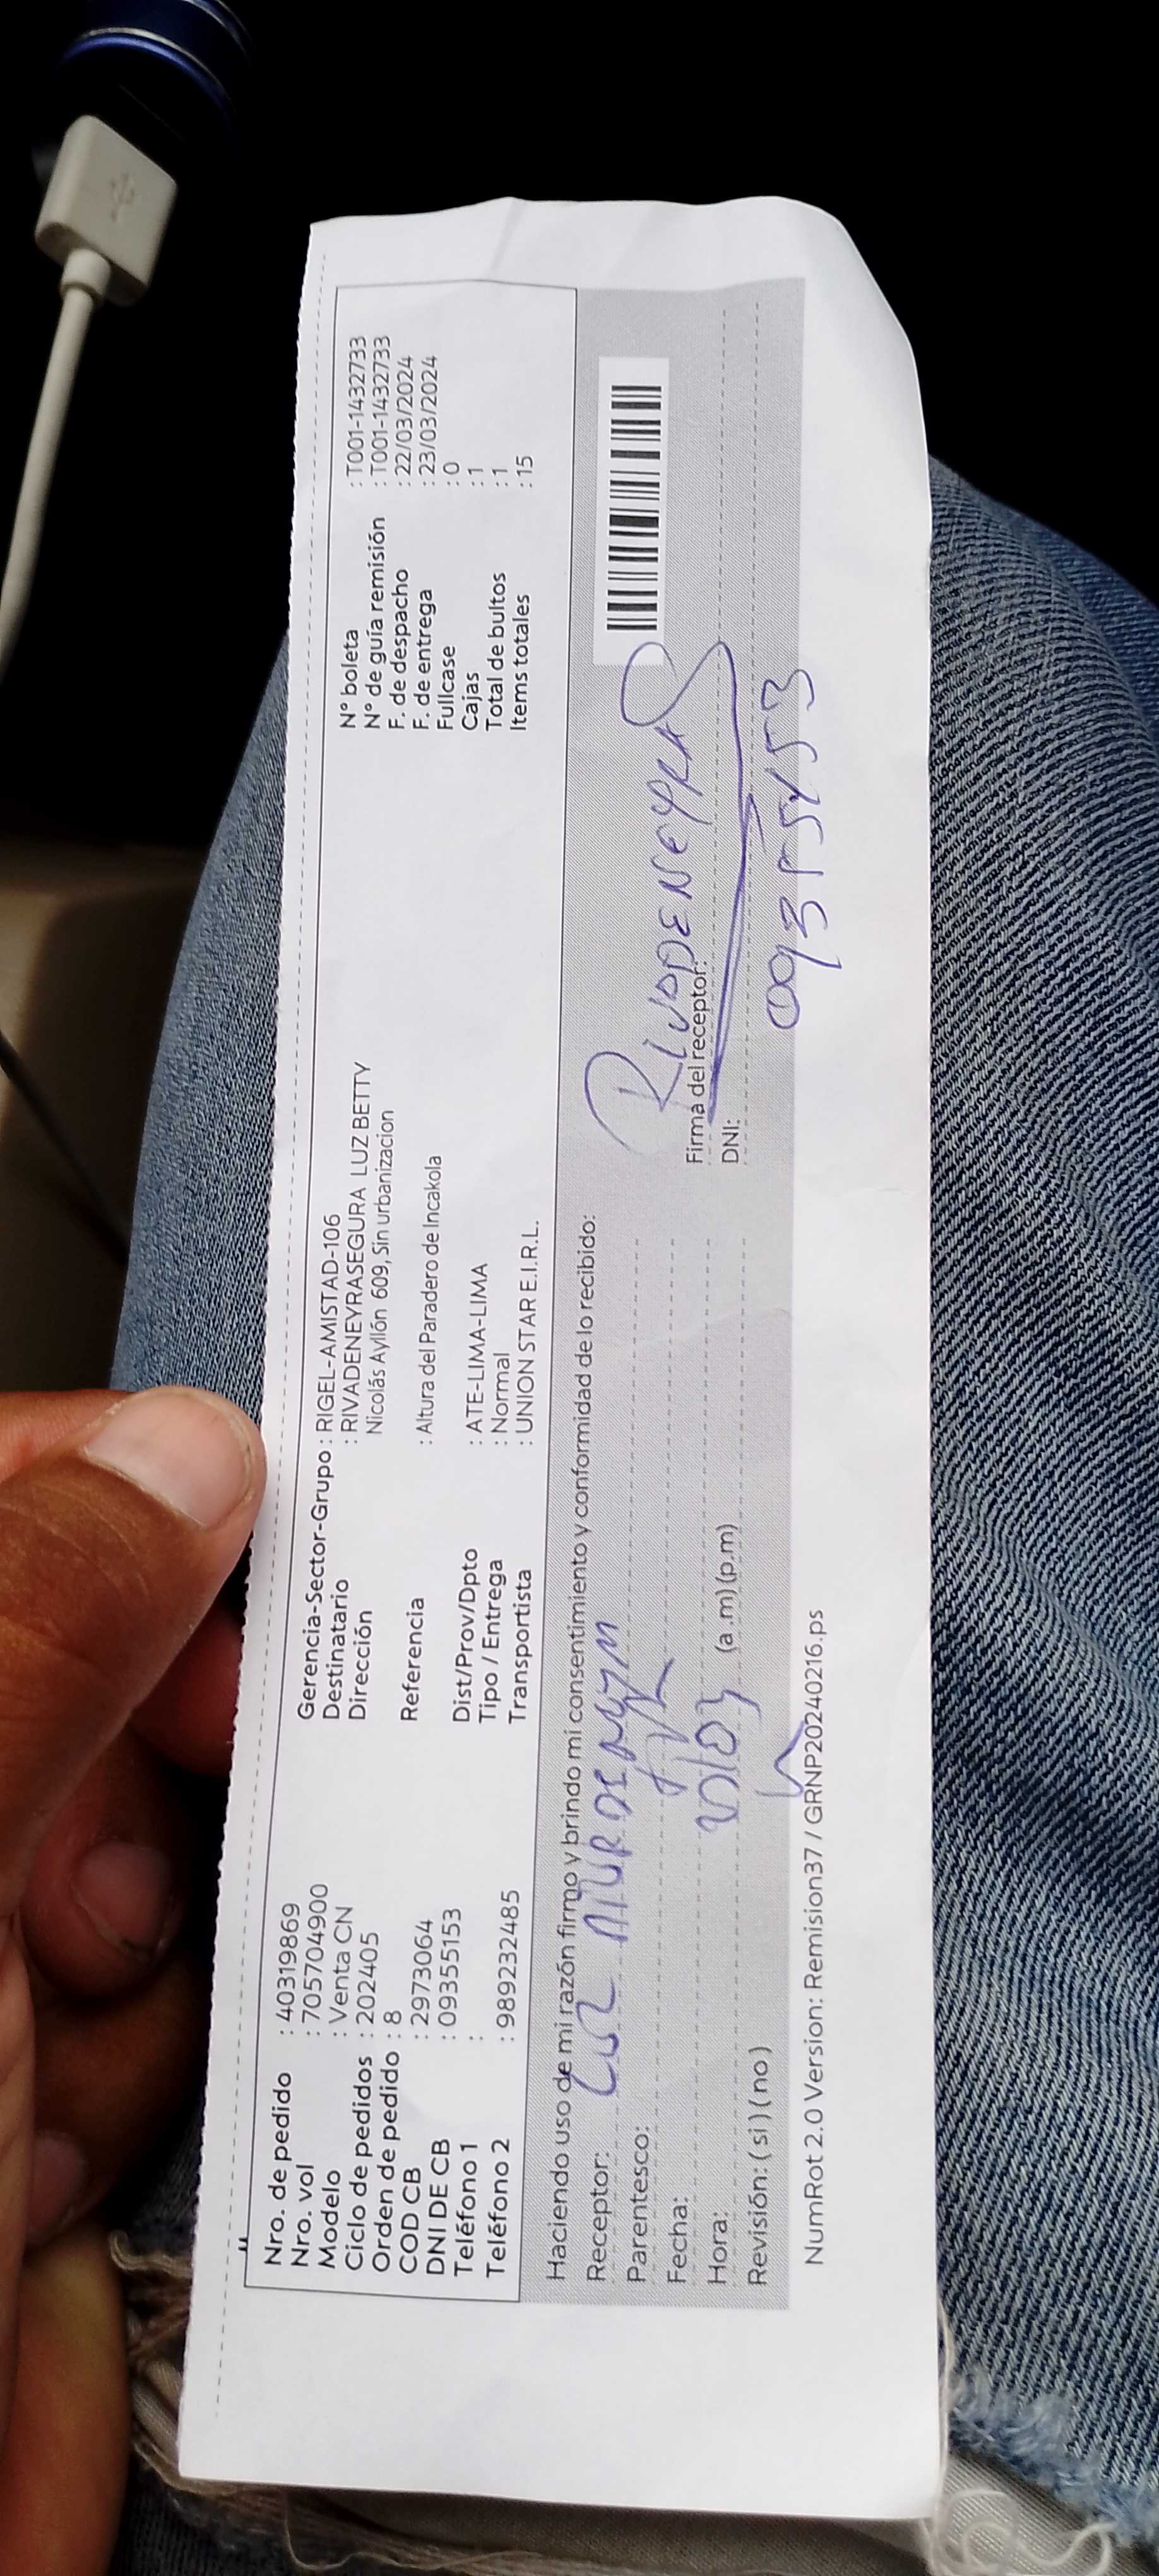 Nro. de pedido : 40319869
Nro. vol : 705704900
Modelo : Venta CN
Ciclo de pedidos : 202405
Orden de pedido : 8
COD CB : 2973064
DNI DE CB : 09355153
Teléfono 1 :
Teléfono 2 : 989232485
Gerencia-Sector-Grupo : RIGEL-AMISTAD-106
Destinatario : RIVADENEYRASEGURA LUZ BETTY
Dirección Nicolás Ayllón 609, Sin urbanizacion
Referencia : Altura del Paradero de Incakola
Dist/Prov/Dpto : ATE-LIMA-LIMA
Tipo / Entrega : Normal
Transportista : UNION STAR E.I.R.L.
N° boleta : T001-1432733
N° de guía remisión : T001-1432733
F. de despacho : 22/03/2024
F. de entrega : 23/03/2024
Fullcase : 0
Cajas : 1
Total de bultos : 1
Items totales : 15
Haciendo uso de mi razón firmo y brindo mi consentimiento y conformidad de lo recibido:
Receptor: Luz
Parentesco:
Fecha:
Hora: (a .m) (p.m)
Revisión: ( si ) ( no )
Firma del receptor:
DNI: 09355153
NumRot 2.0 Version: Remision37 / GRNP20240216.ps